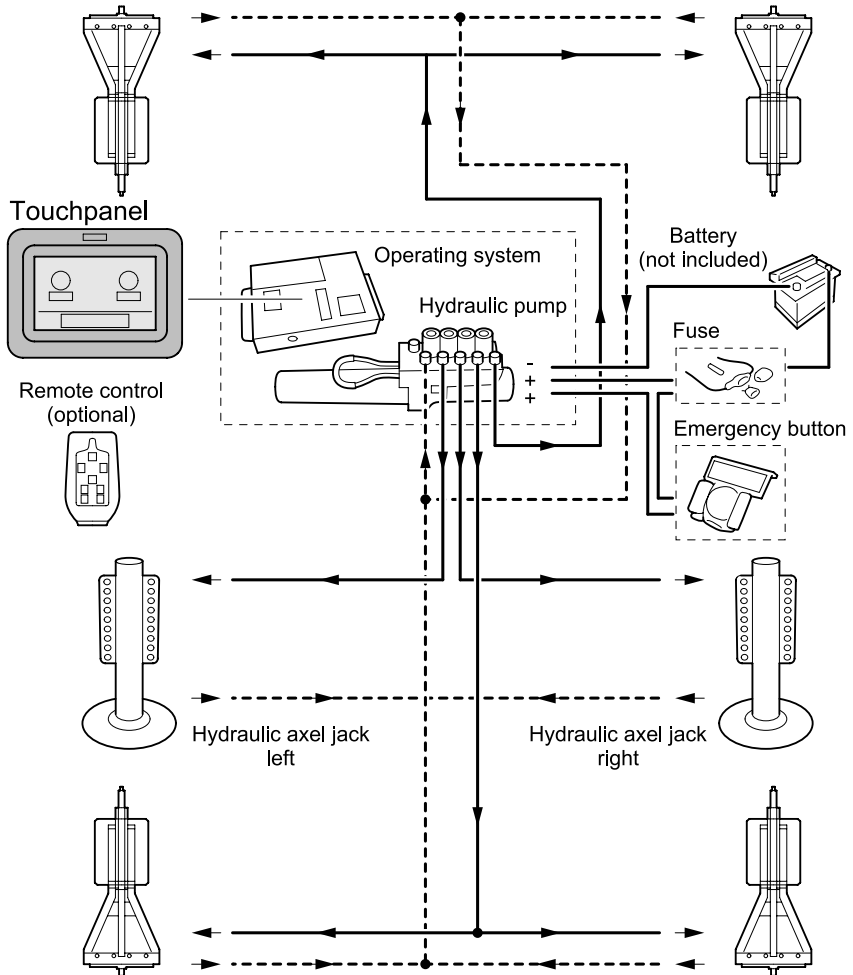 Touchpanel
Operating system
Battery
(not included)
Hydraulic pump
Fuse
-
+
+
Remote control
(optional)
Emergency button
Hydraulic axel jack
left
Hydraulic axel jack
right